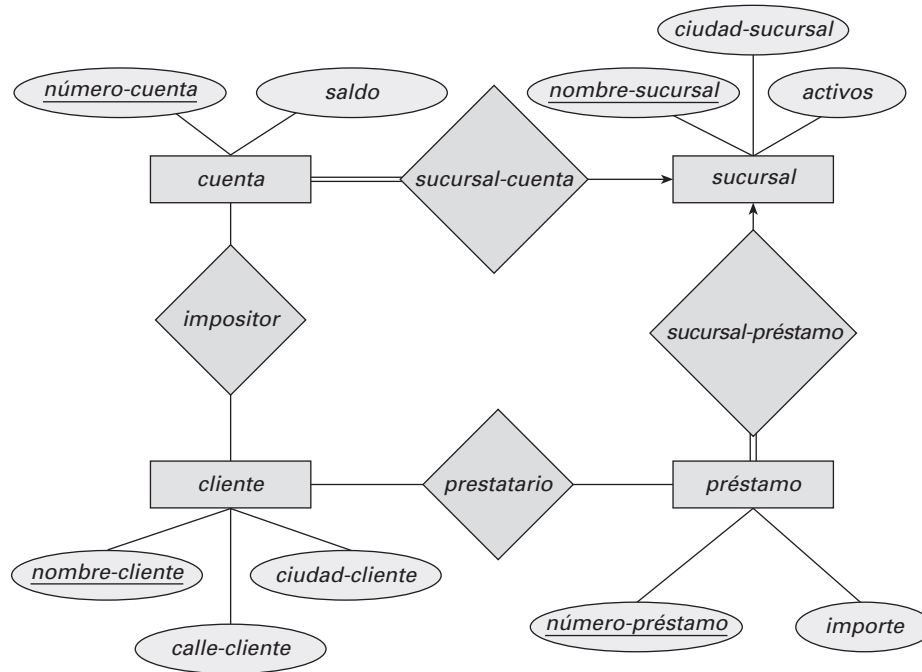 ciudad-sucursal
número-cuenta
saldo
nombre-sucursal
activos
cuenta
sucursal-cuenta
sucursal
impositor
sucursal-préstamo
cliente
prestatario
préstamo
nombre-cliente
ciudad-cliente
calle-cliente
número-préstamo
importe